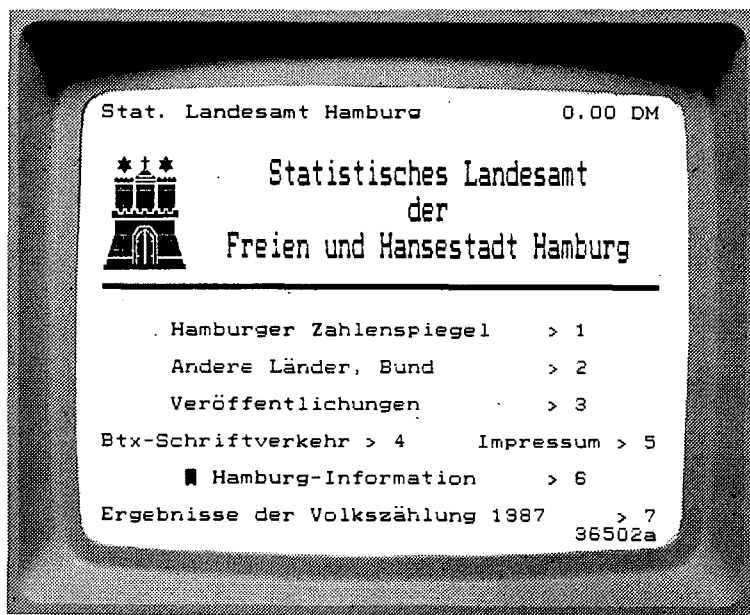 Stat. Landesamt Hamburg 0.00 DM
Statistisches Landesamt
der
Freien und Hansestadt Hamburg
Hamburger Zahlenspiegel > 1
Andere Länder, Bund > 2
Veröffentlichungen > 3
Btx-Schriftverkehr > 4 Impressum > 5
Hamburg-Information > 6
Ergebnisse der Volkszählung 1987 > 7
36502a